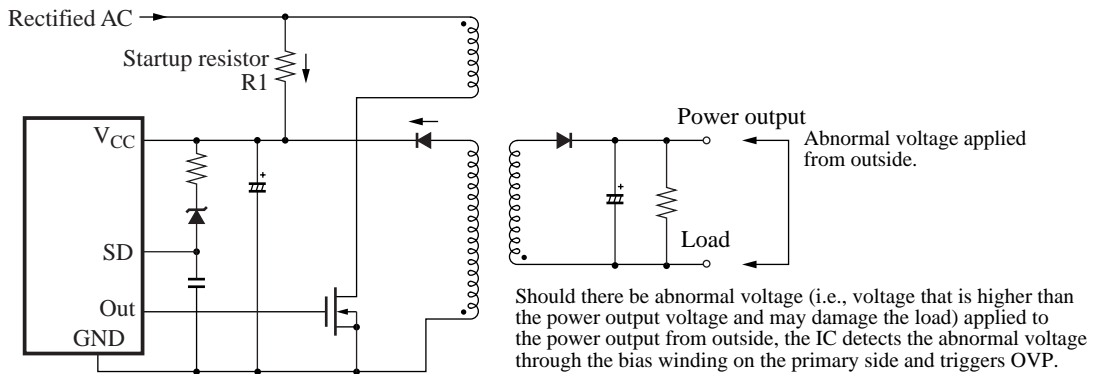 Rectified AC
Startup resistor
R1
VCC
SD
Out
GND
Power output
Load
Abnormal voltage applied
from outside.
+
+
Should there be abnormal voltage (i.e., voltage that is higher than
the power output voltage and may damage the load) applied to
the power output from outside, the IC detects the abnormal voltage
through the bias winding on the primary side and triggers OVP.